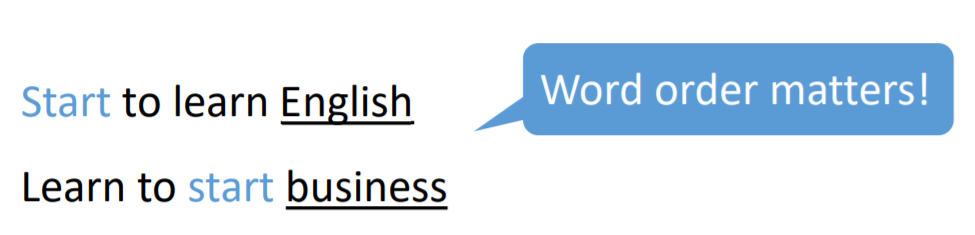 Start to learn English
Word order matters!
Learn to start business